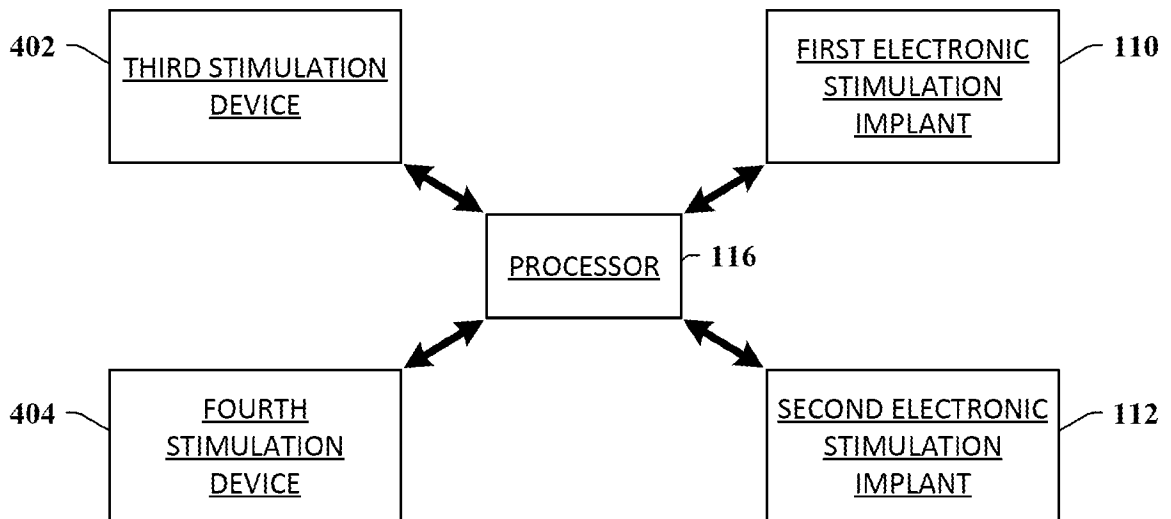 402
THIRD STIMULATION
DEVICE
FIRST ELECTRONIC
STIMULATION
IMPLANT
110
PROCESSOR
116
404
FOURTH
STIMULATION
DEVICE
SECOND ELECTRONIC
STIMULATION
IMPLANT
112